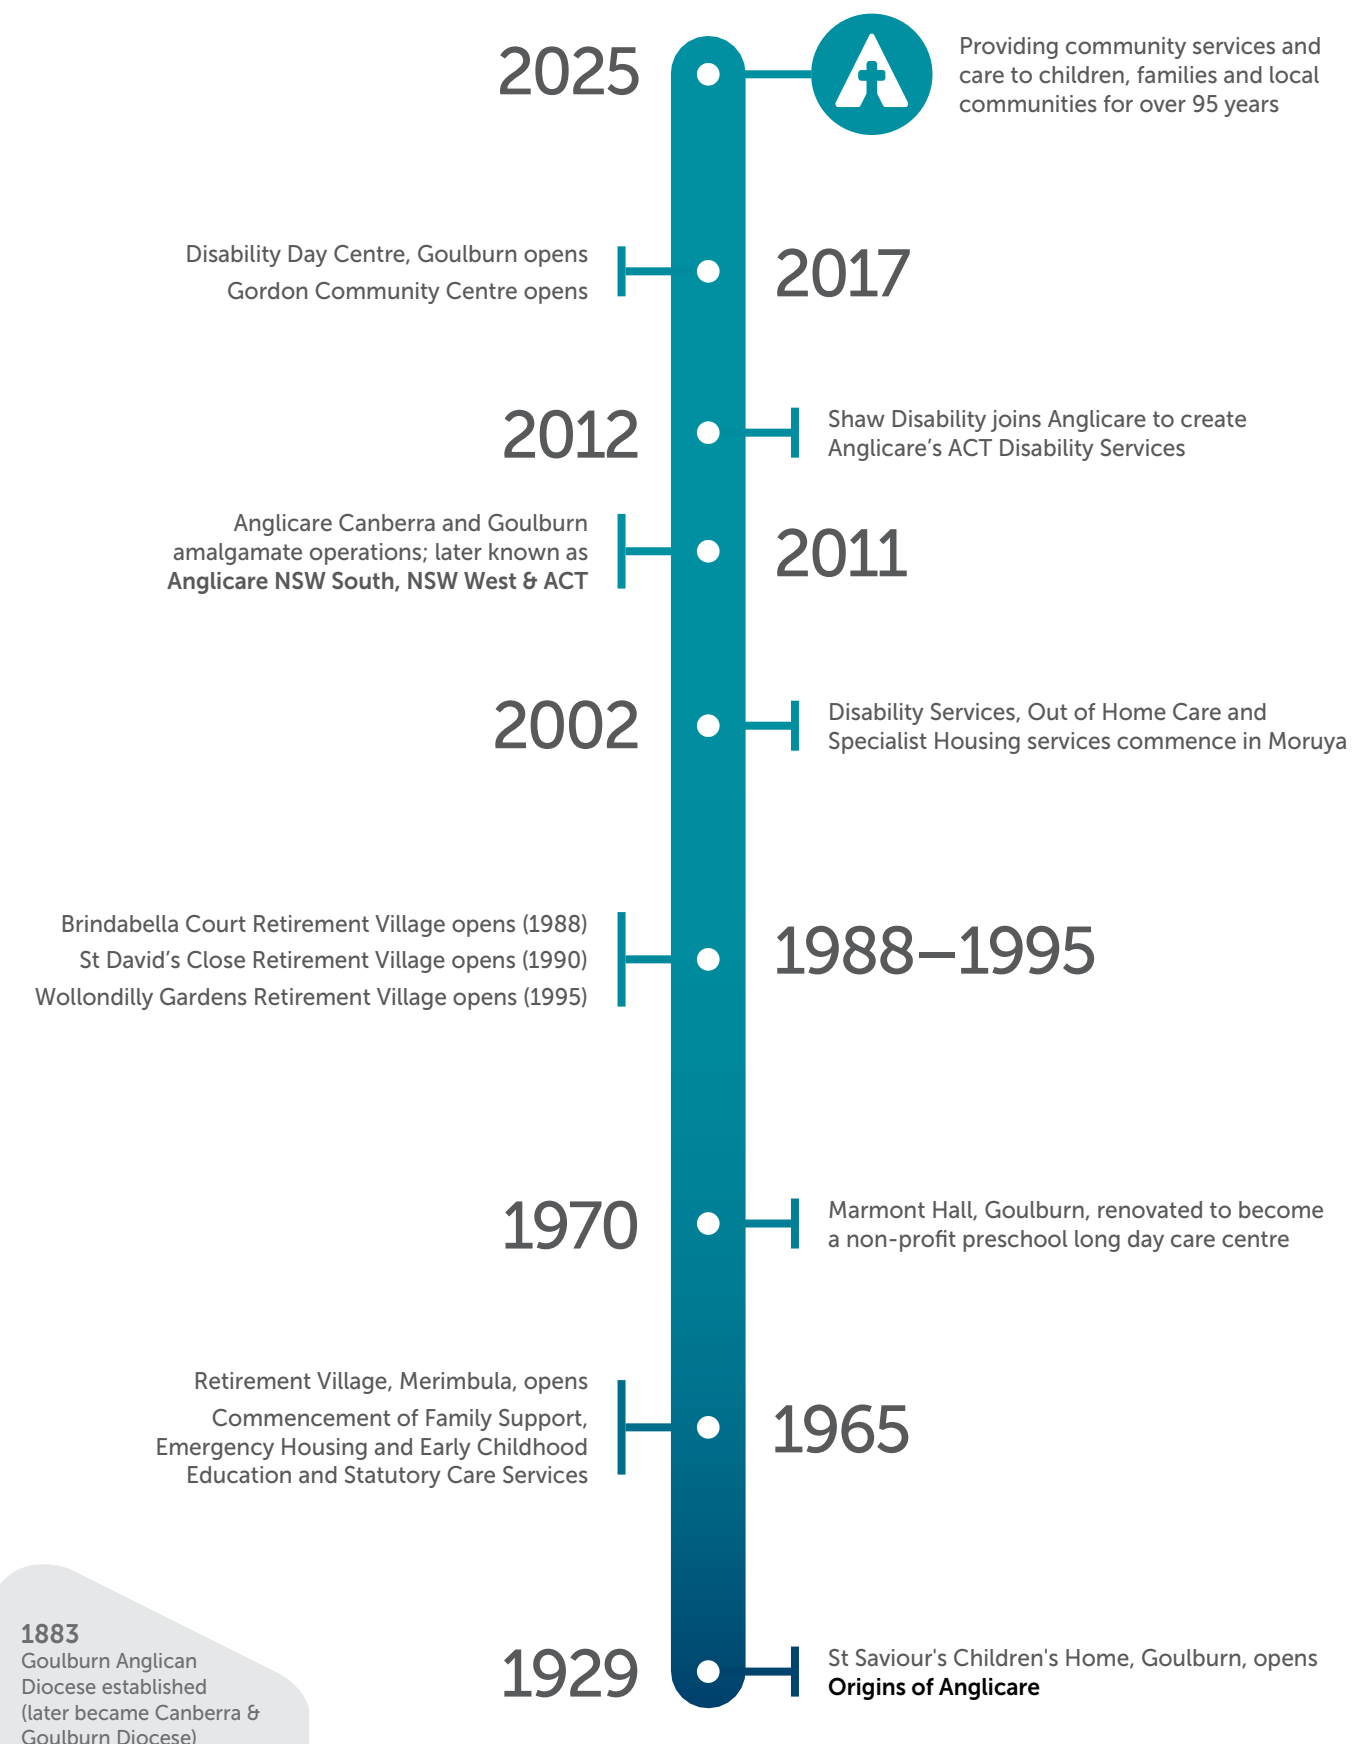 2025
Providing community services and
care to children, families and local
communities for over 95 years
Disability Day Centre, Goulburn opens
Gordon Community Centre opens
2017
2012
Shaw Disability joins Anglicare to create
Anglicare’s ACT Disability Services
Anglicare Canberra and Goulburn
amalgamate operations; later known as
Anglicare NSW South, NSW West & ACT
2011
2002
Disability Services, Out of Home Care and
Specialist Housing services commence in Moruya
Brindabella Court Retirement Village opens (1988)
St David’s Close Retirement Village opens (1990)
Wollondilly Gardens Retirement Village opens (1995)
1988–1995
1970
Marmont Hall, Goulburn, renovated to become
a non-profit preschool long day care centre
Retirement Village, Merimbula, opens
Commencement of Family Support,
Emergency Housing and Early Childhood
Education and Statutory Care Services
1965
1883
Goulburn Anglican
Diocese established
(later became Canberra &
Goulburn Diocese)
1929
St Saviour's Children's Home, Goulburn, opens
Origins of Anglicare